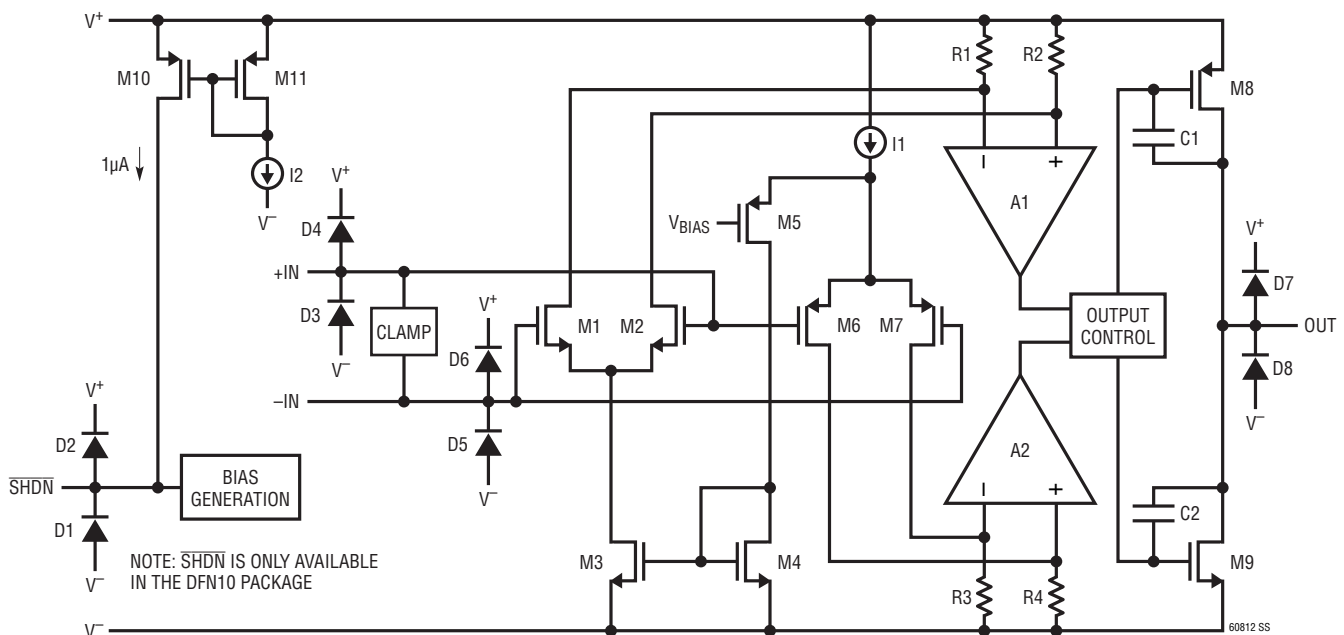 V+
M10
M11
R1
R2
M8
C1
I1
1µA
I2
V+
V–
D4
VBIAS
M5
A1
V+
+IN
D7
D3
CLAMP
V+
M1
M2
M6
M7
OUTPUT
CONTROL
OUT
V–
D6
D8
V+
–IN
V–
D2
D5
A2
SHDN
BIAS
GENERATION
V–
C2
D1
NOTE: SHDN IS ONLY AVAILABLE
IN THE DFN10 PACKAGE
M3
M4
M9
V–
R3
R4
V–
60812 SS
– +
– +